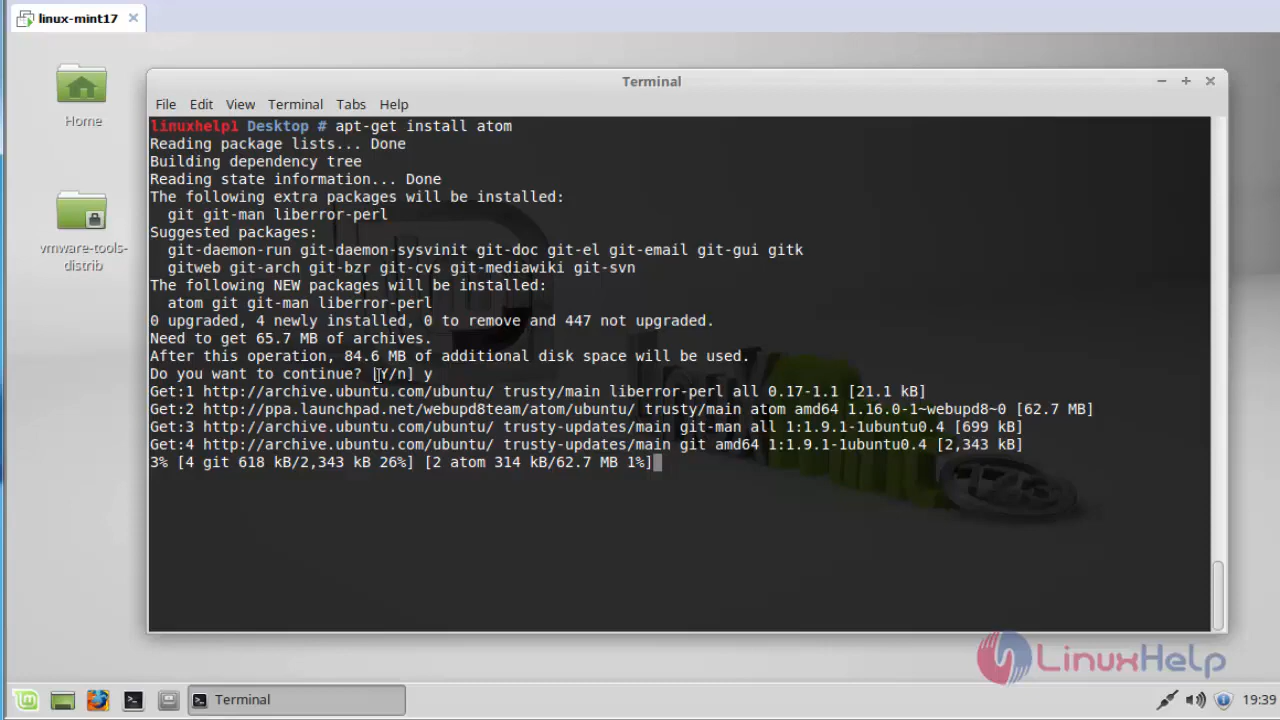 linux-mint17
Terminal
File Edit View Terminal Tabs Help
Home
vmware-tools-
distrib
linuxhelp1 Desktop # apt-get install atom
Reading package lists... Done
Building dependency tree
Reading state information... Done
The following extra packages will be installed:
git git-man liberror-perl
Suggested packages:
git-daemon-run git-daemon-sysvinit git-doc git-el git-email git-gui gitk
gitweb git-arch git-bzr git-cvs git-mediawiki git-svn
The following NEW packages will be installed:
atom git git-man liberror-perl
0 upgraded, 4 newly installed, 0 to remove and 447 not upgraded.
Need to get 65.7 MB of archives.
After this operation, 84.6 MB of additional disk space will be used.
Do you want to continue? [Y/n] y
Get:1 http://archive.ubuntu.com/ubuntu/ trusty/main liberror-perl all 0.17-1.1 [21.1 kB]
Get:2 http://ppa.launchpad.net/webupd8team/atom/ubuntu/ trusty/main atom amd64 1.16.0-1~webupd8~0 [62.7 MB]
Get:3 http://archive.ubuntu.com/ubuntu/ trusty-updates/main git-man all 1:1.9.1-1ubuntu0.4 [699 kB]
Get:4 http://archive.ubuntu.com/ubuntu/ trusty-updates/main git amd64 1:1.9.1-1ubuntu0.4 [2,343 kB]
3% [4 git 618 kB/2,343 kB 26%] [2 atom 314 kB/62.7 MB 1%]
LinuxHelp
Terminal
19:39